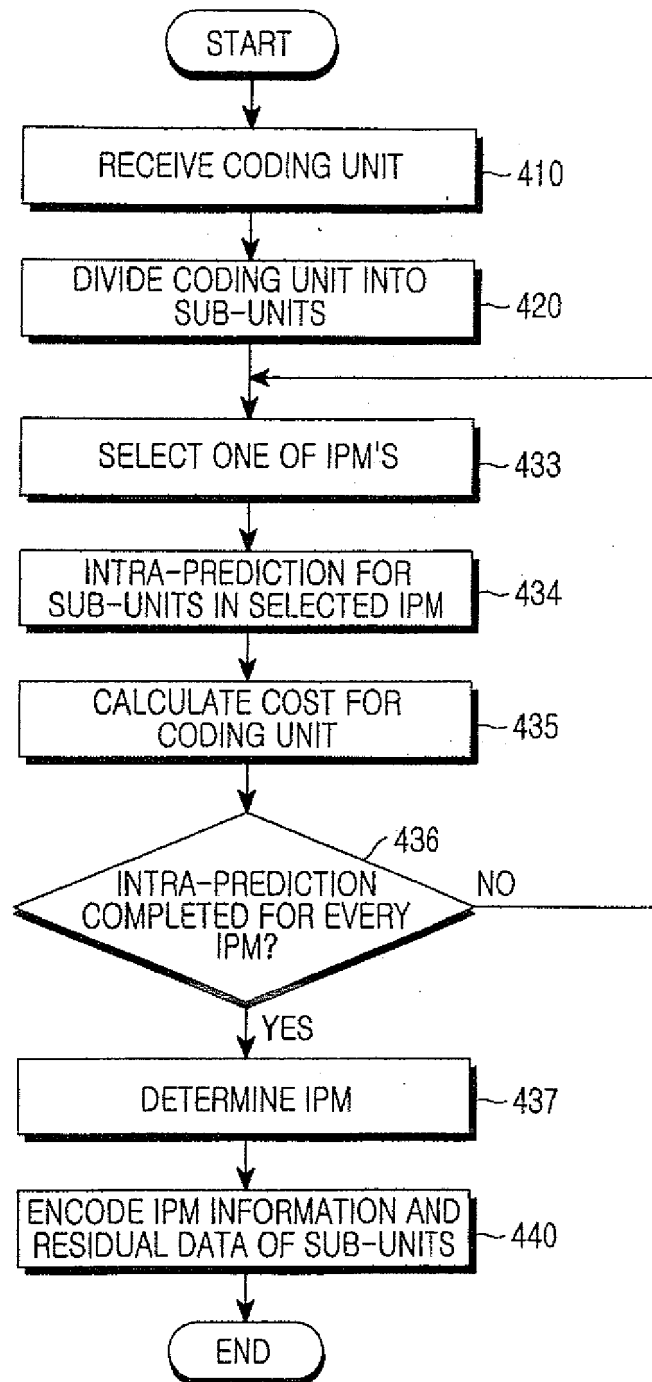 START
RECEIVE CODING UNIT
410
DIVIDE CODING UNIT INTO
SUB-UNITS
420
SELECT ONE OF IPM'S
433
INTRA-PREDICTION FOR
SUB-UNITS IN SELECTED IPM
434
CALCULATE COST FOR
CODING UNIT
435
436
INTRA-PREDICTION
COMPLETED FOR EVERY
IPM?
NO
YES
DETERMINE IPM
437
ENCODE IPM INFORMATION AND
RESIDUAL DATA OF SUB-UNITS
440
END